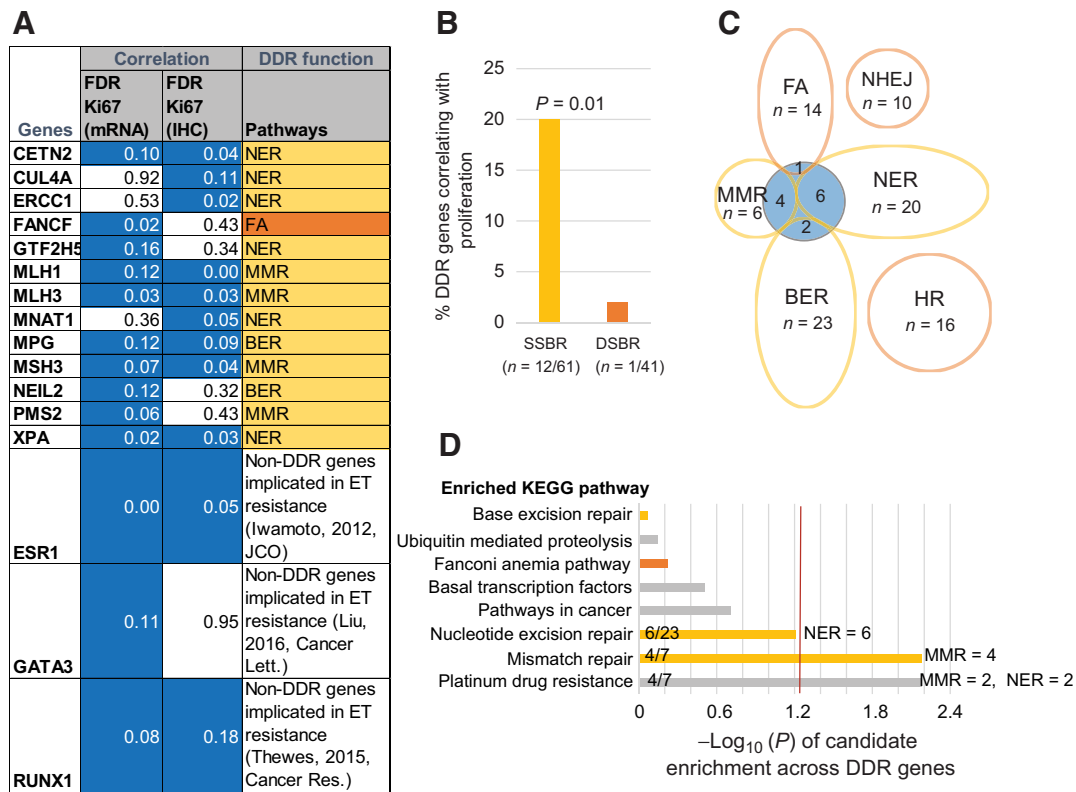 A
Correlation DDR function
Genes
FDR Ki67 (mRNA)
FDR Ki67 (IHC)
Pathways
CETN2 0.10 0.04 NER
CUL4A 0.92 0.11 NER
ERCC1 0.53 0.02 NER
FANCF 0.02 0.43 FA
GTF2H5 0.16 0.34 NER
MLH1 0.12 0.00 MMR
MLH3 0.03 0.03 MMR
MNAT1 0.36 0.05 NER
MPG 0.12 0.09 BER
MSH3 0.07 0.04 MMR
NEIL2 0.12 0.32 BER
PMS2 0.06 0.43 MMR
XPA 0.02 0.03 NER
ESR1 0.00 0.05
Non-DDR genes
implicated in ET
resistance
(Iwamoto, 2012,
JCO)
GATA3 0.11 0.95
Non-DDR genes
implicated in ET
resistance (Liu,
2016, Cancer
Lett.)
RUNX1 0.08 0.18
Non-DDR genes
implicated in ET
resistance
(Thewes, 2015,
Cancer Res.)
B
% DDR genes correlating with
proliferation
25
20
15
10
5
0
P = 0.01
SSBR DSBR
(n = 12/61) (n = 1/41)
C
FA
n = 14
NHEJ
n = 10
MMR
n = 6
NER
n = 20
1
4
6
2
BER
n = 23
HR
n = 16
D
Enriched KEGG pathway
Base excision repair
Ubiquitin mediated proteolysis
Fanconi anemia pathway
Basal transcription factors
Pathways in cancer
Nucleotide excision repair 6/23 NER = 6
Mismatch repair 4/7 MMR = 4
Platinum drug resistance 4/7 MMR = 2, NER = 2
0 0.6 1.2 1.8 2.4
−Log10 (P) of candidate
enrichment across DDR genes